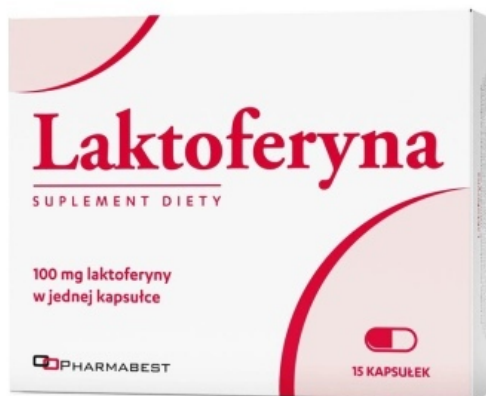 Laktoferyna
SUPLEMENT DIETY
100 mg laktoferyny
w jednej kapsułce
PHARMABEST
15 KAPSUŁEK